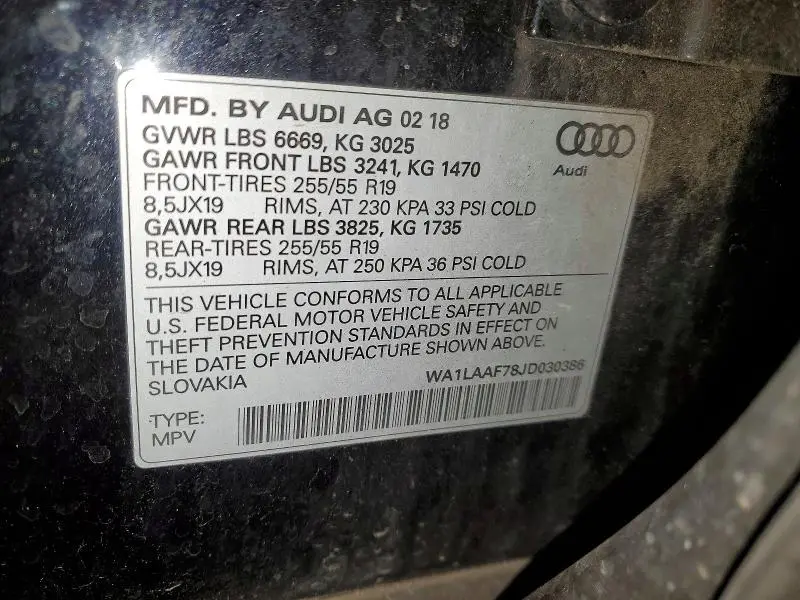 MFD. BY AUDI AG 02 18
GVWR LBS 6669, KG 3025
GAWR FRONT LBS 3241, KG 1470
FRONT-TIRES 255/55 R19
8,5JX19 RIMS, AT 230 KPA 33 PSI COLD
GAWR REAR LBS 3825, KG 1735
REAR-TIRES 255/55 R19
8,5JX19 RIMS, AT 250 KPA 36 PSI COLD
Audi
THIS VEHICLE CONFORMS TO ALL APPLICABLE
U.S. FEDERAL MOTOR VEHICLE SAFETY AND
THEFT PREVENTION STANDARDS IN EFFECT ON
THE DATE OF MANUFACTURE SHOWN ABOVE.
SLOVAKIA
WA1LAAF78JD030386
TYPE:
MPV